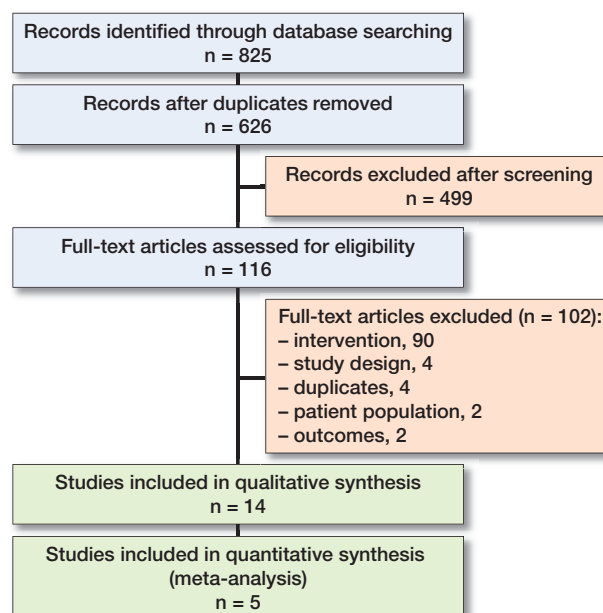 Records identified through database searching
n = 825
Records after duplicates removed
n = 626
Records excluded after screening
n = 499
Full-text articles assessed for eligibility
n = 116
Full-text articles excluded (n = 102):
– intervention, 90
– study design, 4
– duplicates, 4
– patient population, 2
– outcomes, 2
Studies included in qualitative synthesis
n = 14
Studies included in quantitative synthesis
(meta-analysis)
n = 5